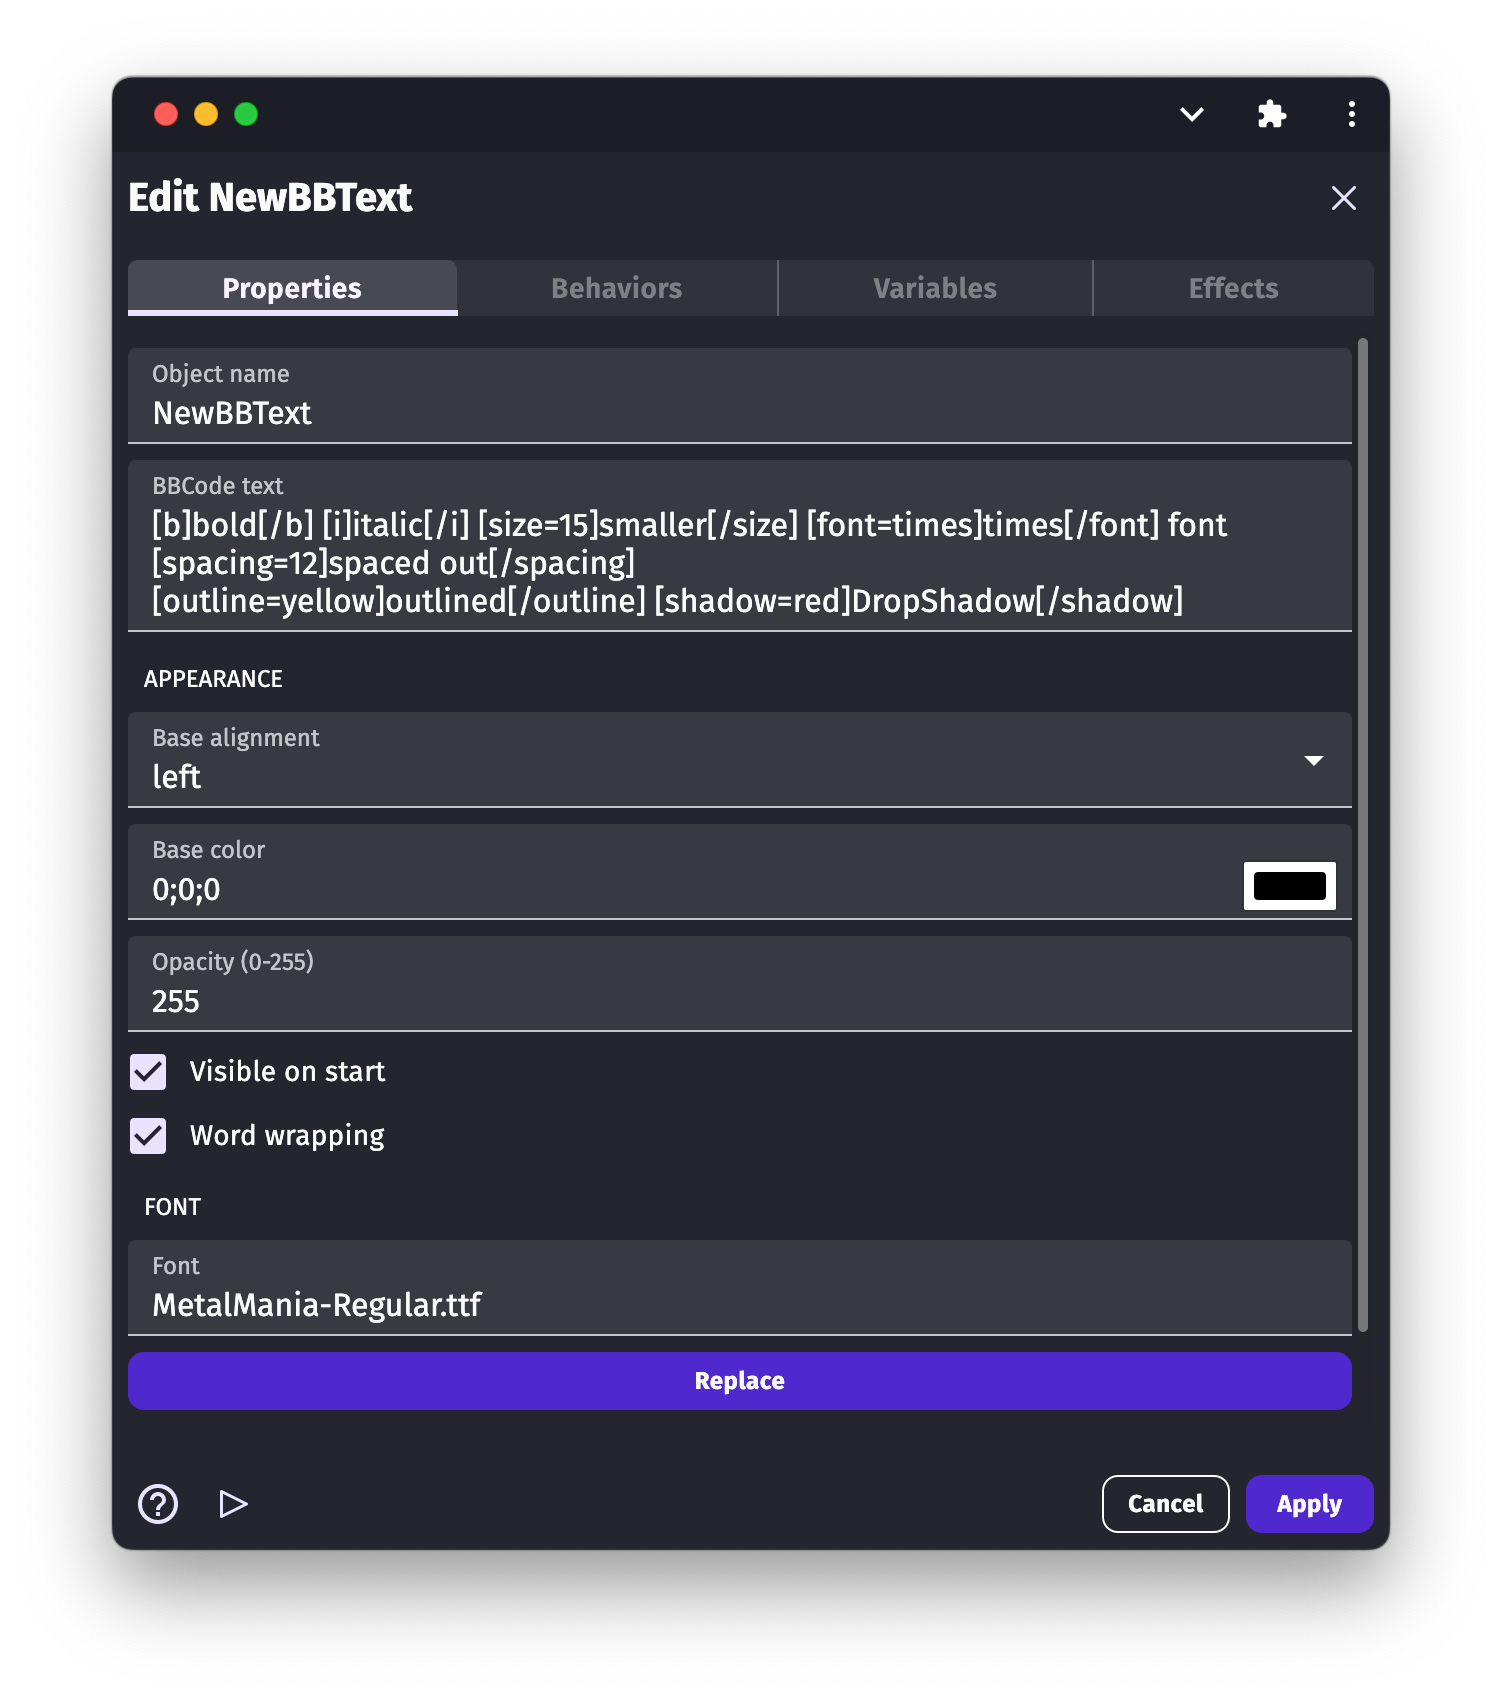 Edit NewBBText
Properties Behaviors Variables Effects
Object name
NewBBText
BBCode text
[b]bold[/b] [i]italic[/i] [size=15]smaller[/size] [font=times]times[/font] font
[spacing=12]spaced out[/spacing]
[outline=yellow]outlined[/outline] [shadow=red]DropShadow[/shadow]
APPEARANCE
Base alignment
left
Base color
0;0;0
Opacity (0-255)
255
Visible on start
Word wrapping
FONT
Font
MetalMania-Regular.ttf
Replace
Cancel Apply